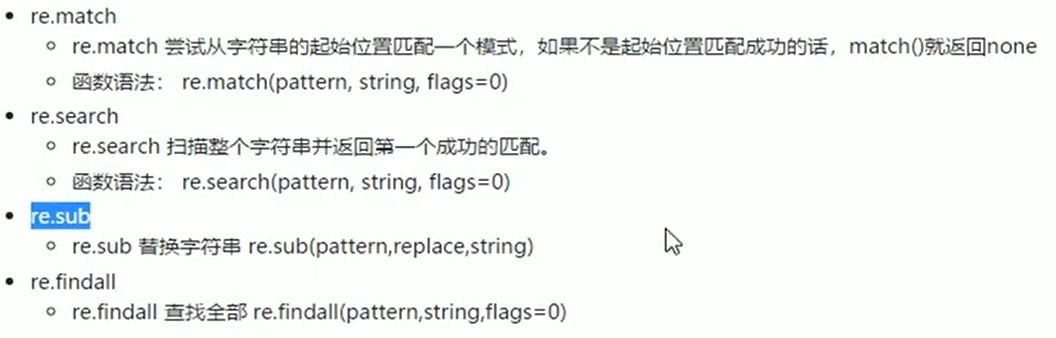 re.match
re.match 尝试从字符串的起始位置匹配一个模式，如果不是起始位置匹配成功的话，match()就返回none
函数语法： re.match(pattern, string, flags=0)
re.search
re.search 扫描整个字符串并返回第一个成功的匹配。
函数语法： re.search(pattern, string, flags=0)
re.sub
re.sub 替换字符串 re.sub(pattern,replace,string)
re.findall
re.findall 查找全部 re.findall(pattern,string,flags=0)